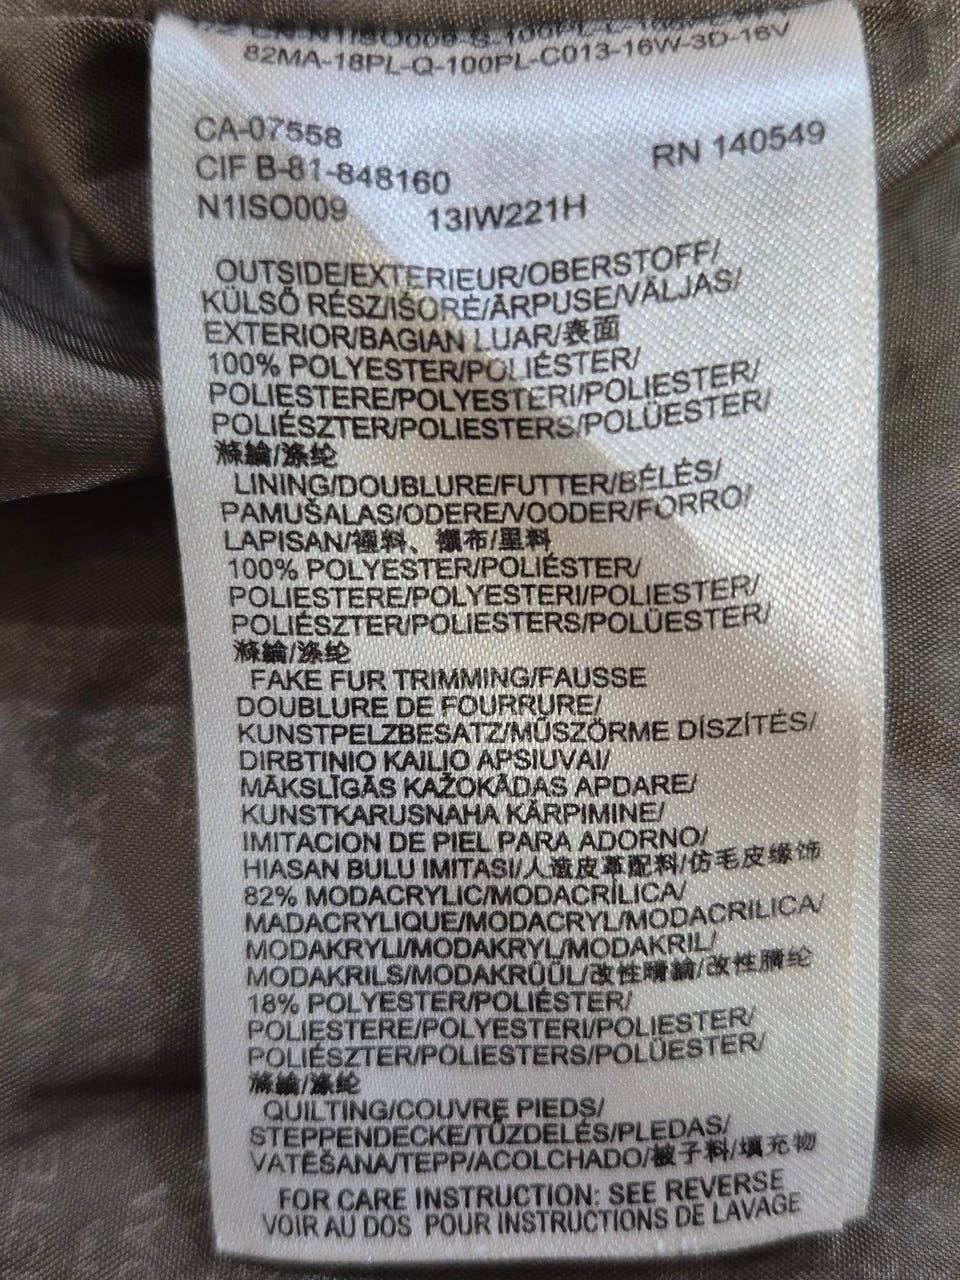 82MA-18PL-Q-100PL-C013-16W-3D-16V
CA-07558
RN 140549
CIF B-81-848160
N1ISO009 13IW221H
OUTSIDE/EXTERIEUR/OBERSTOFF/
KÜLSŐ RÉSZ/IŠORĖ/ĀRPUSE/VÄLJAS/
EXTERIOR/BAGIAN LUAR/表面
100% POLYESTER/POLIÉSTER/
POLIESTERE/POLYESTERI/POLIESTER/
POLIÉSZTER/POLIESTERS/POLÜESTER/
滌綸/涤纶
LINING/DOUBLURE/FUTTER/BÉLÉS/
PAMUŠALAS/ODERE/VOODER/FORRO/
LAPISAN/裡料、襯布/里料
100% POLYESTER/POLIÉSTER/
POLIESTERE/POLYESTERI/POLIESTER/
POLIÉSZTER/POLIESTERS/POLÜESTER/
滌綸/涤纶
FAKE FUR TRIMMING/FAUSSE
DOUBLURE DE FOURRURE/
KUNSTPELZBESATZ/MŰSZŐRME DÍSZÍTÉS/
DIRBTINIO KAILIO APSIUVAI/
MĀKSLĪGĀS KAŽOKĀDAS APDARE/
KUNSTKARUSNAHA KÄRPIMINE/
IMITACION DE PIEL PARA ADORNO/
HIASAN BULU IMITASI/人造皮革配料/仿毛皮缘饰
82% MODACRYLIC/MODACRÍLICA/
MADACRYLIQUE/MODACRYL/MODACRILICA/
MODAKRYLI/MODAKRYL/MODAKRIL/
MODAKRILS/MODAKRÜÜL/改性腈綸/改性腈纶
18% POLYESTER/POLIÉSTER/
POLIESTERE/POLYESTERI/POLIESTER/
POLIÉSZTER/POLIESTERS/POLÜESTER/
滌綸/涤纶
QUILTING/COUVRE PIEDS/
STEPPENDECKE/TŰZDELÉS/PLEDAS/
VATĒŠANA/TEPP/ACOLCHADO/被子料/填充物
FOR CARE INSTRUCTION: SEE REVERSE
VOIR AU DOS POUR INSTRUCTIONS DE LAVAGE